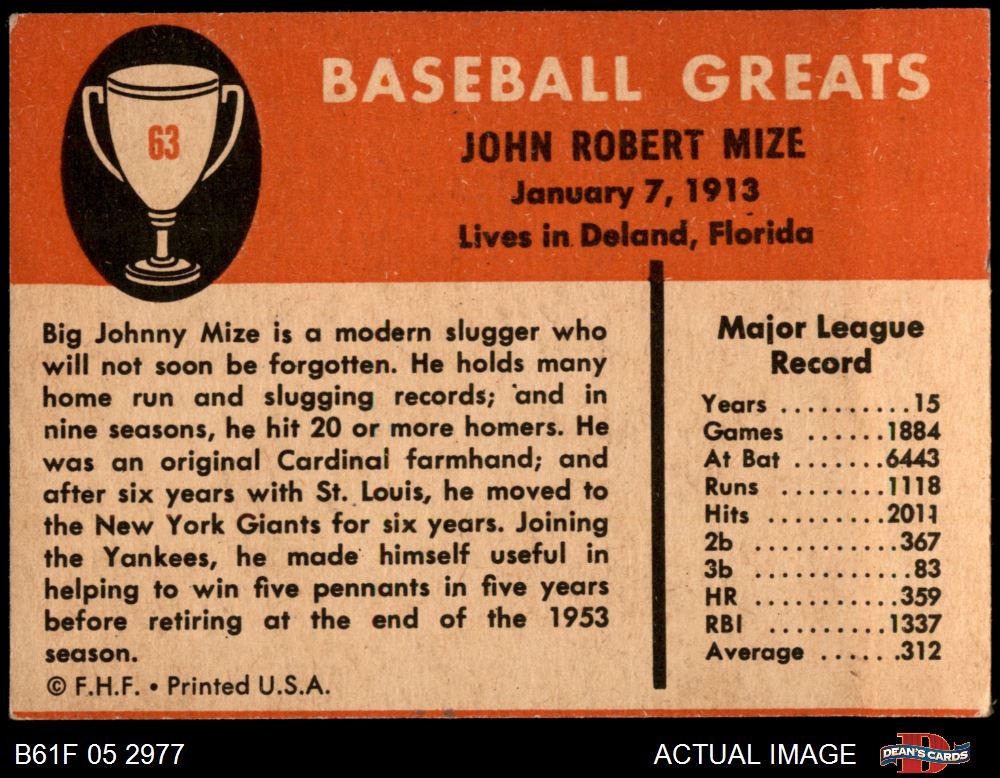 63
BASEBALL GREATS
JOHN ROBERT MIZE
January 7, 1913
Lives in Deland, Florida
Big Johnny Mize is a modern slugger who
will not soon be forgotten. He holds many
home run and slugging records; and in
nine seasons, he hit 20 or more homers. He
was an original Cardinal farmhand; and
after six years with St. Louis, he moved to
the New York Giants for six years. Joining
the Yankees, he made himself useful in
helping to win five pennants in five years
before retiring at the end of the 1953
season.
© F.H.F. • Printed U.S.A.
Major League
Record
Years ..........15
Games ......1884
At Bat .......6443
Runs ........1118
Hits .........2011
2b ..........367
3b ...........83
HR ..........359
RBI .........1337
Average ......312
B61F 05 2977
ACTUAL IMAGE
DEAN'S CARDS